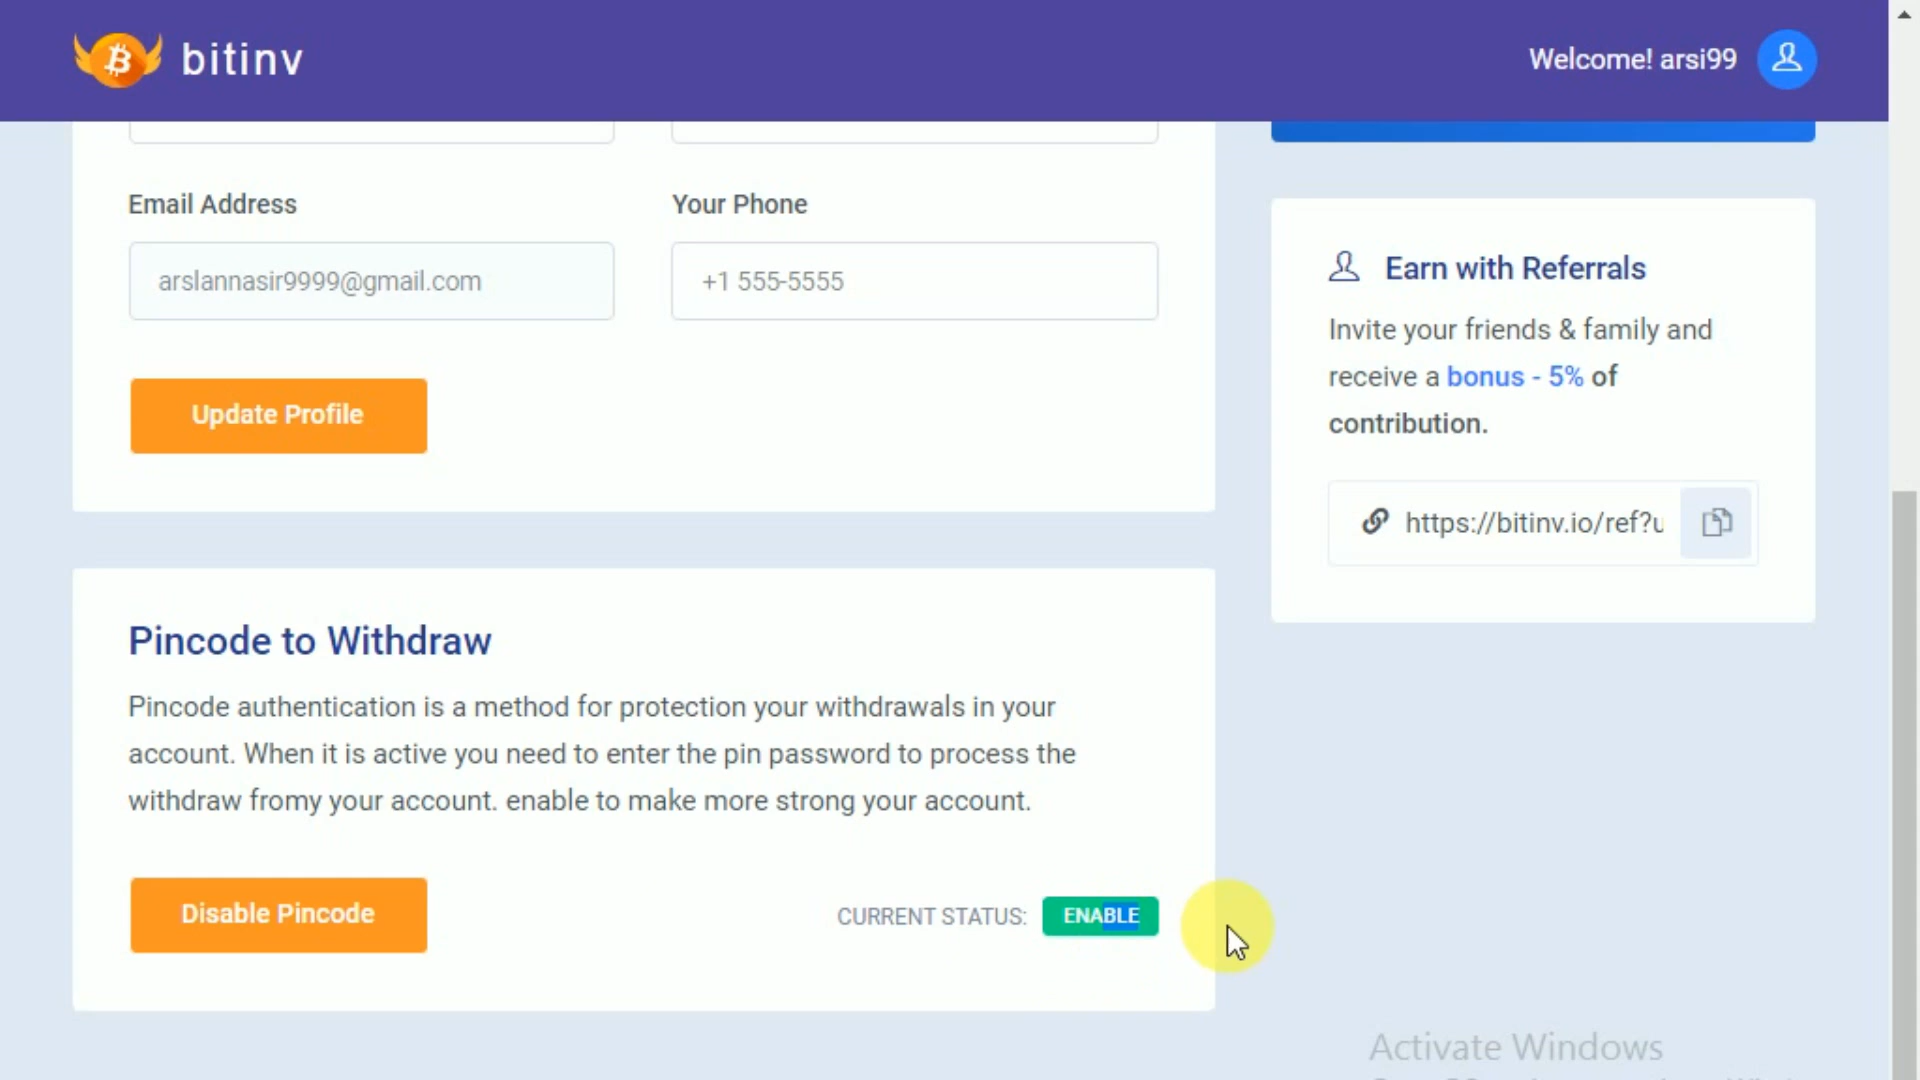 bitinv
Welcome! arsi99
Email Address
Your Phone
arslannasir9999@gmail.com
+1 555-5555
Update Profile
Earn with Referrals
Invite your friends & family and
receive a bonus - 5% of
contribution.
https://bitinv.io/ref?u
Pincode to Withdraw
Pincode authentication is a method for protection your withdrawals in your
account. When it is active you need to enter the pin password to process the
withdraw fromy your account. enable to make more strong your account.
Disable Pincode
CURRENT STATUS: ENABLE
Activate Windows